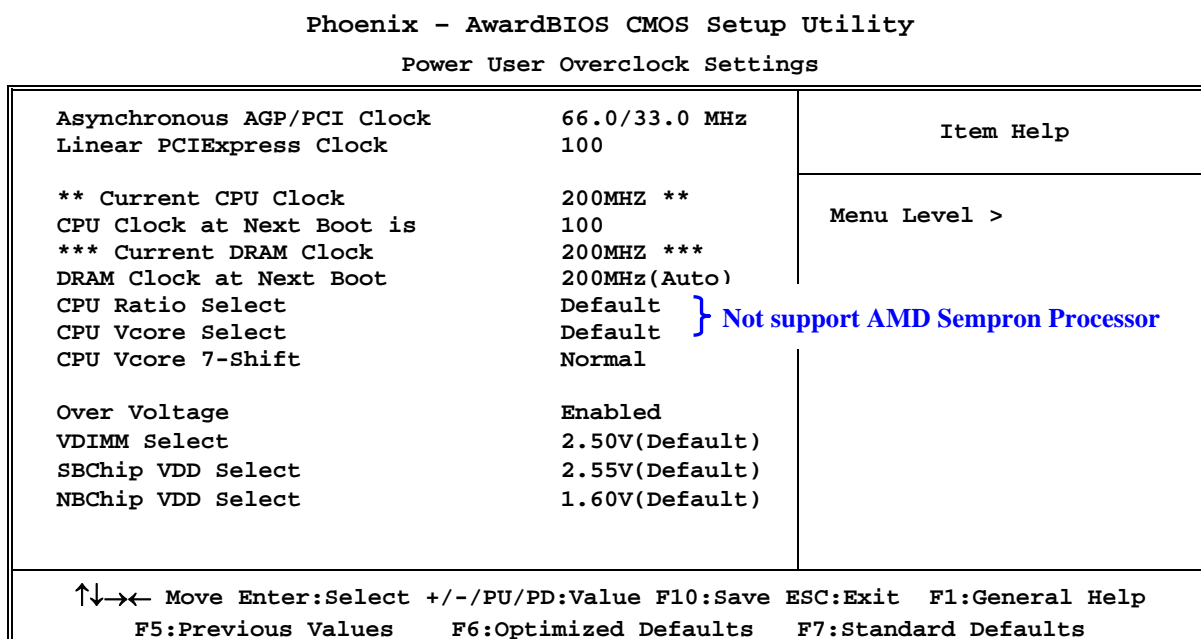 Phoenix – AwardBIOS CMOS Setup Utility
Power User Overclock Settings
Asynchronous AGP/PCI Clock 66.0/33.0 MHz
Linear PCIExpress Clock 100
** Current CPU Clock 200MHZ **
CPU Clock at Next Boot is 100
*** Current DRAM Clock 200MHZ ***
DRAM Clock at Next Boot 200MHz(Auto)
CPU Ratio Select Default
CPU Vcore Select Default
CPU Vcore 7-Shift Normal
Over Voltage Enabled
VDIMM Select 2.50V(Default)
SBChip VDD Select 2.55V(Default)
NBChip VDD Select 1.60V(Default)
Item Help
Menu Level >
} Not support AMD Sempron Processor
↑↓→← Move Enter:Select +/-/PU/PD:Value F10:Save ESC:Exit F1:General Help
F5:Previous Values F6:Optimized Defaults F7:Standard Defaults